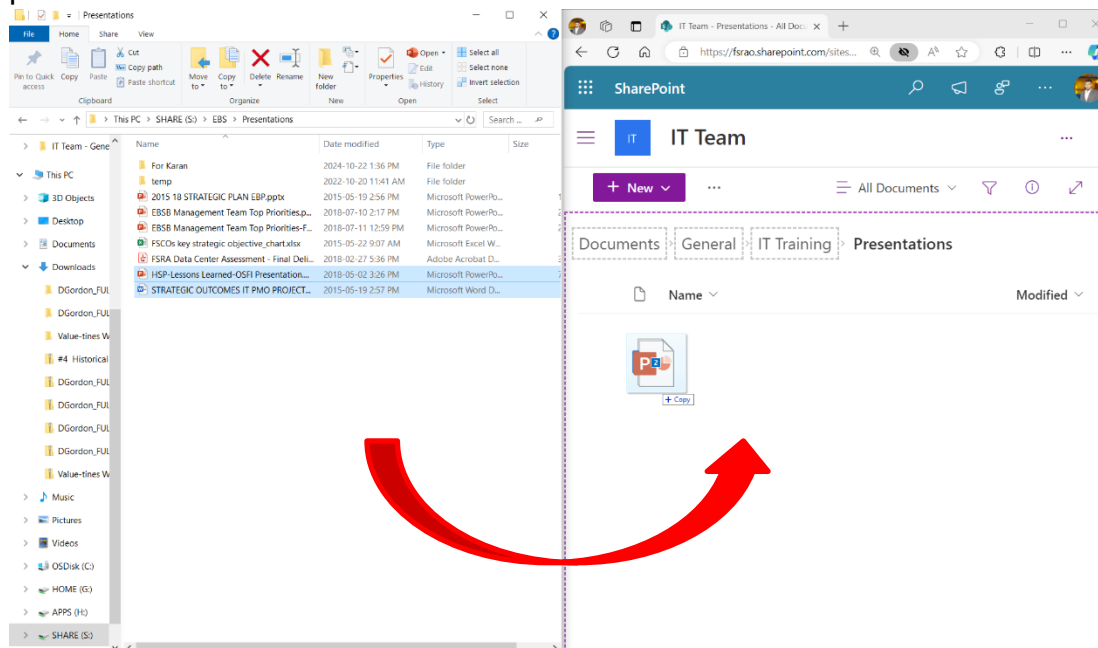 Presentations
File Home Share View
Pin to Quick access
Copy
Paste
Cut
Copy path
Paste shortcut
Move to
Copy to
Delete
Rename
New folder
Properties
Open
Edit
History
Select all
Select none
Invert selection
Clipboard Organize New Open Select
This PC > SHARE (S:) > EBS > Presentations
Search ...
Name Date modified Type Size
For Karan 2024-10-22 1:36 PM File folder
temp 2022-10-20 11:41 AM File folder
2015 18 STRATEGIC PLAN EBP.pptx 2015-05-19 2:56 PM Microsoft PowerPo...
EBSB Management Team Top Priorities.p... 2018-07-10 2:17 PM Microsoft PowerPo...
EBSB Management Team Top Priorities-F... 2018-07-11 12:59 PM Microsoft PowerPo...
FSCOs key strategic objective_chart.xlsx 2015-05-22 9:07 AM Microsoft Excel W...
FSRA Data Center Assessment - Final Deli... 2018-02-27 5:36 PM Adobe Acrobat D...
HSP-Lessons Learned-OSFI Presentation.... 2018-05-02 3:26 PM Microsoft PowerPo...
STRATEGIC OUTCOMES IT PMO PROJECT... 2015-05-19 2:57 PM Microsoft Word D...
IT Team - Gene
This PC
3D Objects
Desktop
Documents
Downloads
DGordon_FUL
DGordon_FUL
Value-tines W
#4 Historical
DGordon_FUL
DGordon_FUL
DGordon_FUL
DGordon_FUL
Value-tines W
Music
Pictures
Videos
OSDisk (C:)
HOME (G:)
APPS (H:)
SHARE (S:)
IT Team - Presentations - All Docu
https://fsrao.sharepoint.com/sites...
SharePoint
IT
IT Team
+ New
All Documents
Documents > General > IT Training > Presentations
Name Modified
P 2
+ Copy